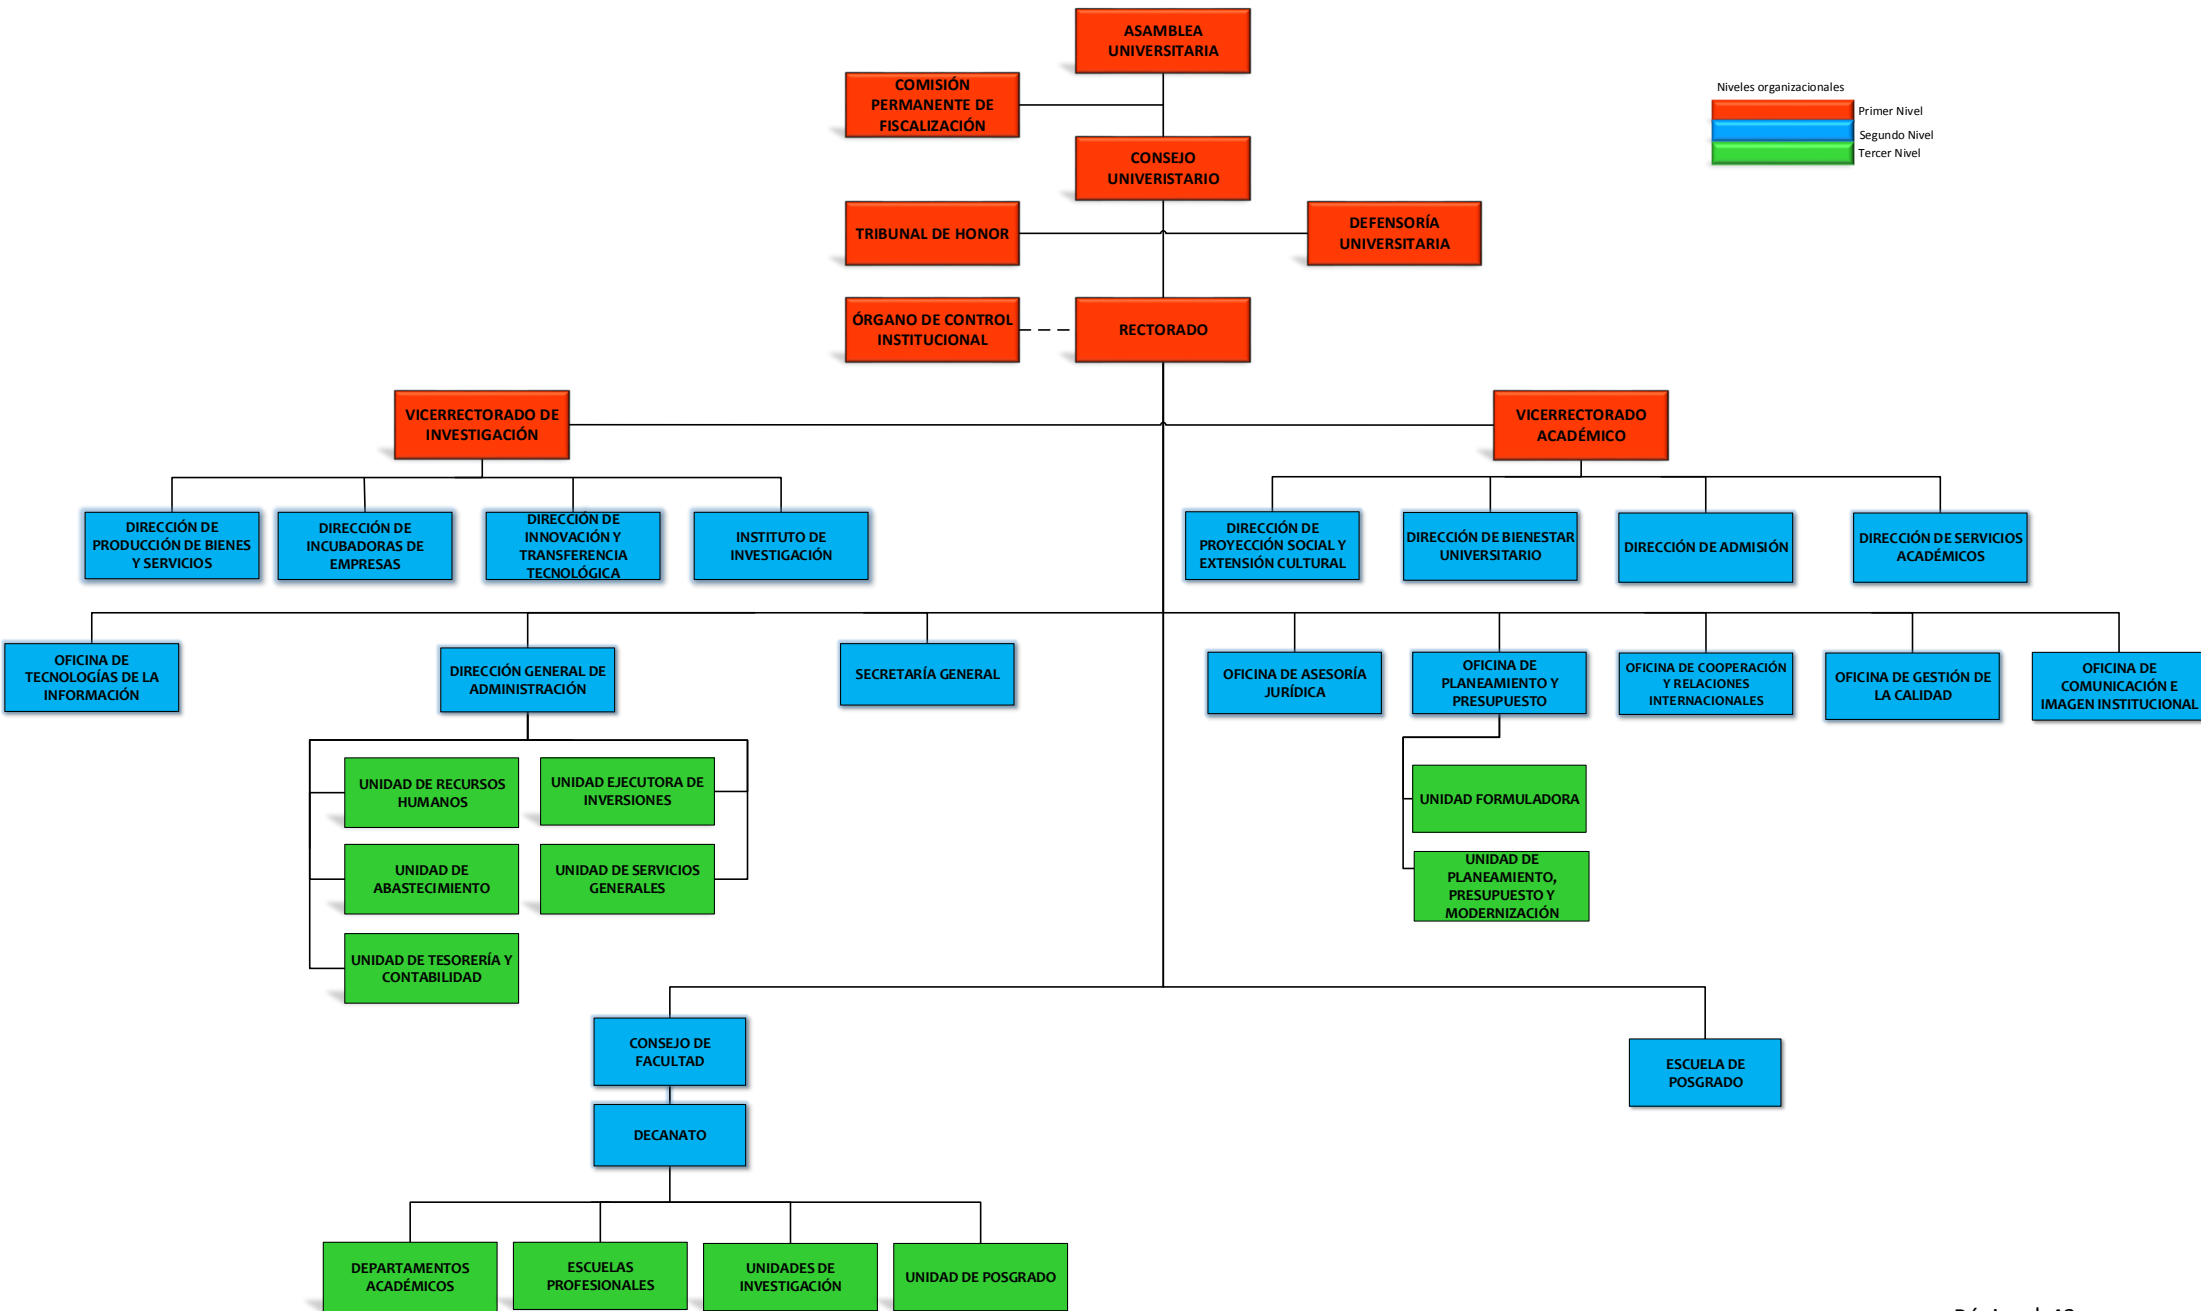 ASAMBLEA
UNIVERSITARIA
COMISIÓN
PERMANENTE DE
FISCALIZACIÓN
Niveles organizacionales
Primer Nivel
Segundo Nivel
Tercer Nivel
CONSEJO
UNIVERISTARIO
TRIBUNAL DE HONOR
DEFENSORÍA
UNIVERSITARIA
ÓRGANO DE CONTROL
INSTITUCIONAL
RECTORADO
VICERRECTORADO DE
INVESTIGACIÓN
VICERRECTORADO
ACADÉMICO
DIRECCIÓN DE
PRODUCCIÓN DE BIENES
Y SERVICIOS
DIRECCIÓN DE
INCUBADORAS DE
EMPRESAS
DIRECCIÓN DE
INNOVACIÓN Y
TRANSFERENCIA
TECNOLÓGICA
INSTITUTO DE
INVESTIGACIÓN
DIRECCIÓN DE
PROYECCIÓN SOCIAL Y
EXTENSIÓN CULTURAL
DIRECCIÓN DE BIENESTAR
UNIVERSITARIO
DIRECCIÓN DE ADMISIÓN
DIRECCIÓN DE SERVICIOS
ACADÉMICOS
OFICINA DE
TECNOLOGÍAS DE LA
INFORMACIÓN
DIRECCIÓN GENERAL DE
ADMINISTRACIÓN
SECRETARÍA GENERAL
OFICINA DE ASESORÍA
JURÍDICA
OFICINA DE
PLANEAMIENTO Y
PRESUPUESTO
OFICINA DE COOPERACIÓN
Y RELACIONES
INTERNACIONALES
OFICINA DE GESTIÓN DE
LA CALIDAD
OFICINA DE
COMUNICACIÓN E
IMAGEN INSTITUCIONAL
UNIDAD DE RECURSOS
HUMANOS
UNIDAD EJECUTORA DE
INVERSIONES
UNIDAD FORMULADORA
UNIDAD DE
ABASTECIMIENTO
UNIDAD DE SERVICIOS
GENERALES
UNIDAD DE
PLANEAMIENTO,
PRESUPUESTO Y
MODERNIZACIÓN
UNIDAD DE TESORERÍA Y
CONTABILIDAD
CONSEJO DE
FACULTAD
ESCUELA DE
POSGRADO
DECANATO
DEPARTAMENTOS
ACADÉMICOS
ESCUELAS
PROFESIONALES
UNIDADES DE
INVESTIGACIÓN
UNIDAD DE POSGRADO